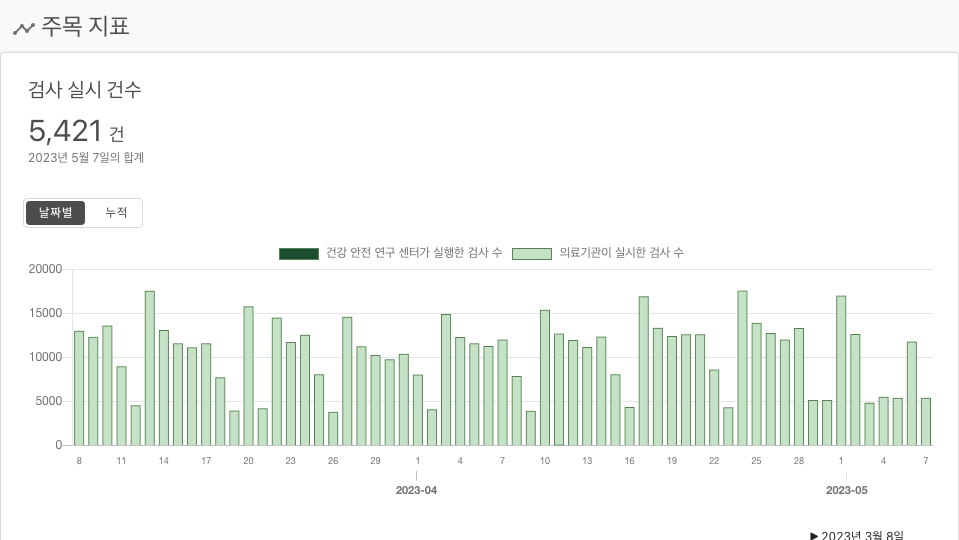 주목 지표
검사 실시 건수
5,421 건
2023년 5월 7일의 합계
날짜별 누적
건강 안전 연구 센터가 실행한 검사 수 의료기관이 실시한 검사 수
20000
15000
10000
5000
0
8 11 14 17 20 23 26 29 1 4 7 10 13 16 19 22 25 28 1 4 7
2023-04 2023-05
▶ 2023년 3월 8일